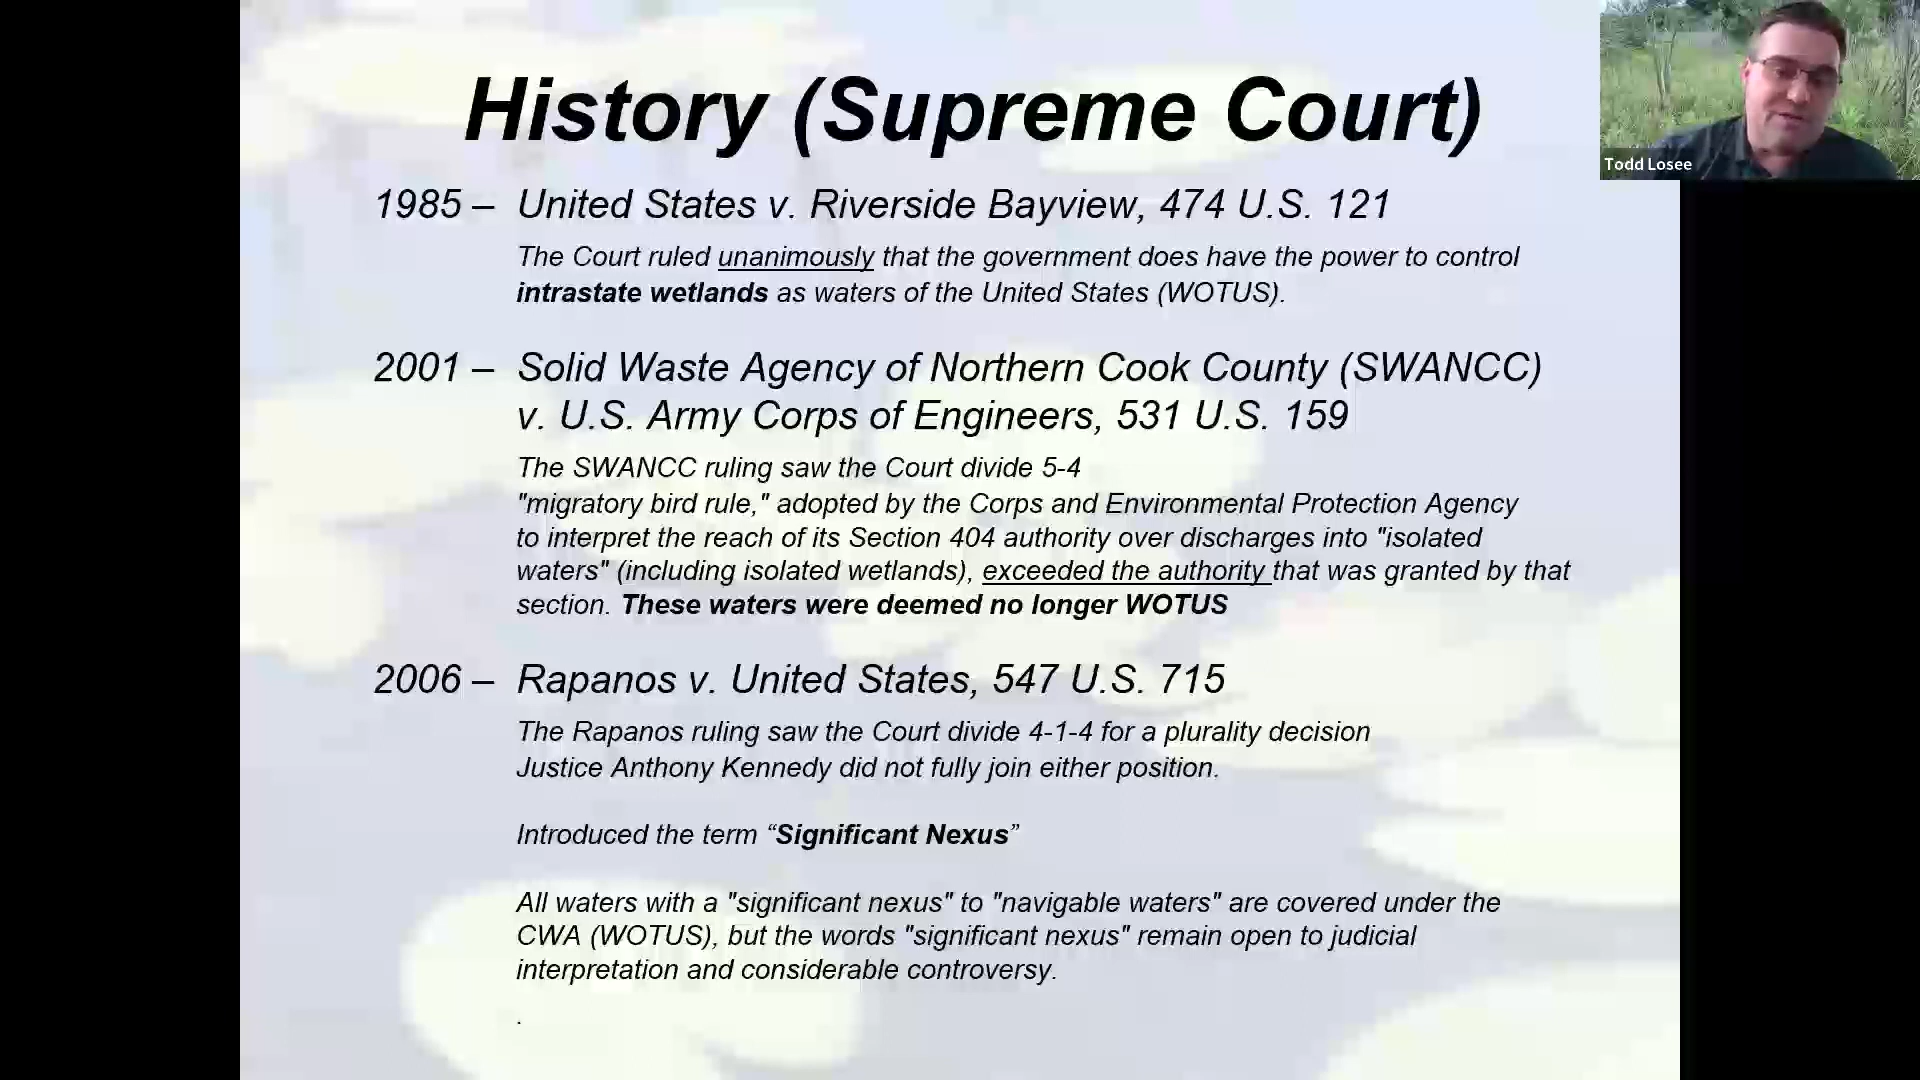 History (Supreme Court)
Todd Losee
1985 – United States v. Riverside Bayview, 474 U.S. 121
The Court ruled unanimously that the government does have the power to control
intrastate wetlands as waters of the United States (WOTUS).
2001 – Solid Waste Agency of Northern Cook County (SWANCC)
v. U.S. Army Corps of Engineers, 531 U.S. 159
The SWANCC ruling saw the Court divide 5-4
"migratory bird rule," adopted by the Corps and Environmental Protection Agency
to interpret the reach of its Section 404 authority over discharges into "isolated
waters" (including isolated wetlands), exceeded the authority that was granted by that
section. These waters were deemed no longer WOTUS
2006 – Rapanos v. United States, 547 U.S. 715
The Rapanos ruling saw the Court divide 4-1-4 for a plurality decision
Justice Anthony Kennedy did not fully join either position.
Introduced the term “Significant Nexus”
All waters with a "significant nexus" to "navigable waters" are covered under the
CWA (WOTUS), but the words "significant nexus" remain open to judicial
interpretation and considerable controversy.
.